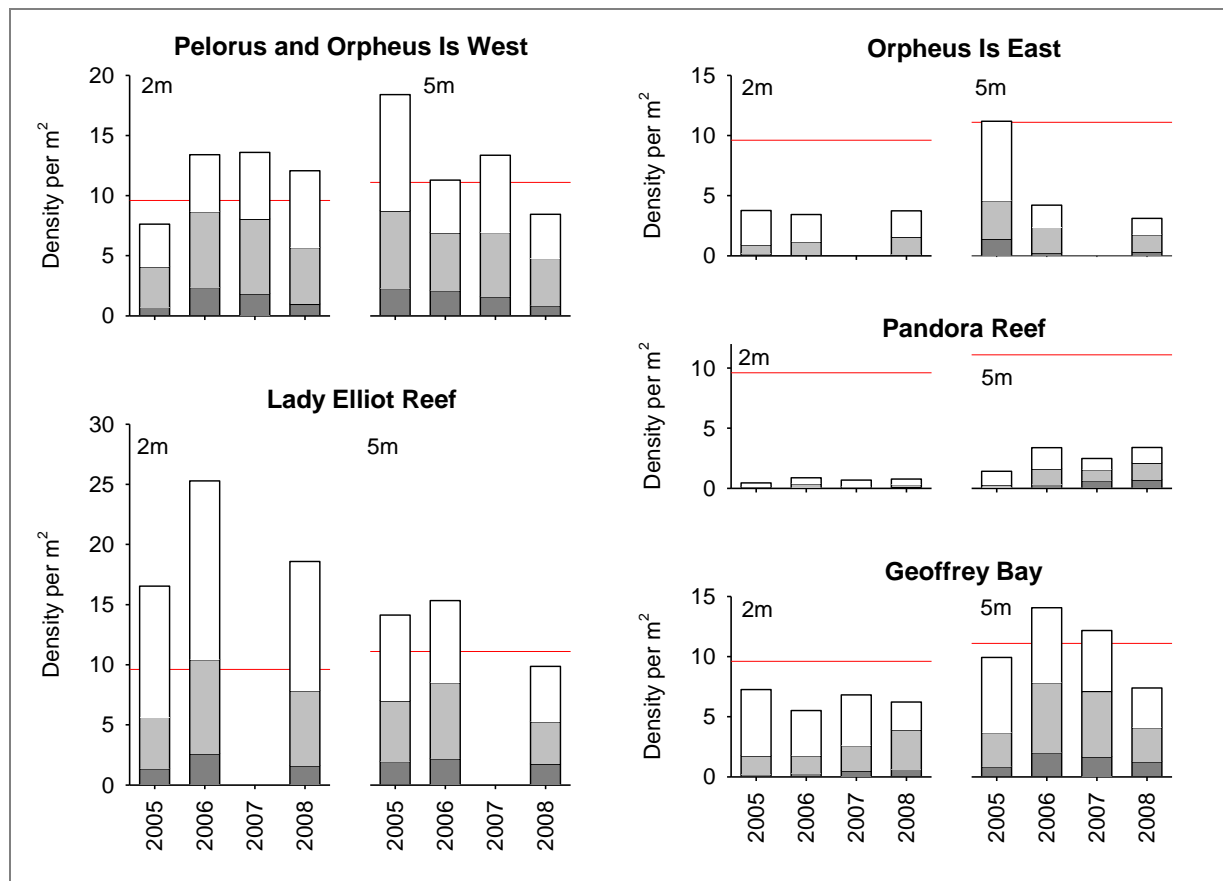 Pelorus and Orpheus Is West
Density per m²
20
15
10
5
0
2m
5m
Orpheus Is East
Density per m²
15
10
5
0
2m
5m
Pandora Reef
10
5
0
2m
5m
Lady Elliot Reef
Density per m²
30
25
20
15
10
5
0
2m
5m
2005
2006
2007
2008
2005
2006
2007
2008
Geoffrey Bay
Density per m²
15
10
5
0
2m
5m
2005
2006
2007
2008
2005
2006
2007
2008